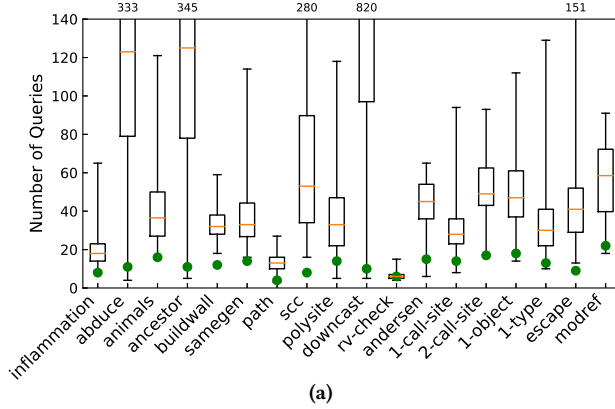 333 345 280 820 151
140
120
100
80
60
40
20
0
Number of Queries
inflammation
abduce
animals
ancestor
buildwall
samegen
path
scc
polysite
downcast
rv-check
andersen
1-call-site
2-call-site
1-object
1-type
escape
modref
(a)